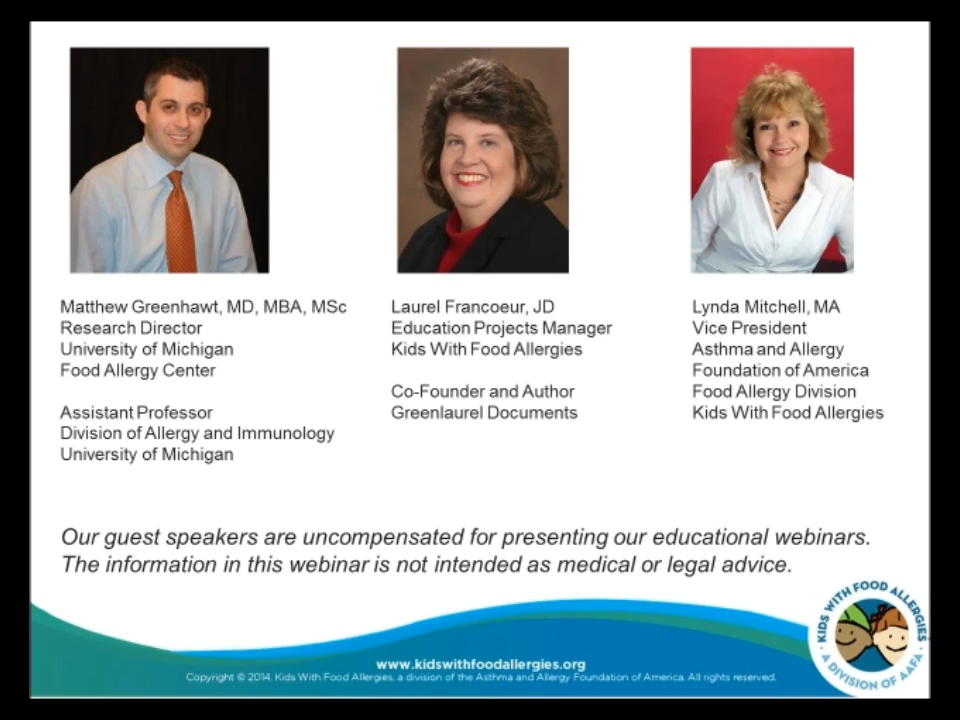 Matthew Greenhawt, MD, MBA, MSc
Research Director
University of Michigan
Food Allergy Center
Assistant Professor
Division of Allergy and Immunology
University of Michigan
Laurel Francoeur, JD
Education Projects Manager
Kids With Food Allergies
Co-Founder and Author
Greenlaurel Documents
Lynda Mitchell, MA
Vice President
Asthma and Allergy
Foundation of America
Food Allergy Division
Kids With Food Allergies
Our guest speakers are uncompensated for presenting our educational webinars.
The information in this webinar is not intended as medical or legal advice.
www.kidswithfoodallergies.org
Copyright © 2014. Kids With Food Allergies, a division of the Asthma and Allergy Foundation of America. All rights reserved.
KIDS WITH FOOD ALLERGIES
A DIVISION OF AAFA